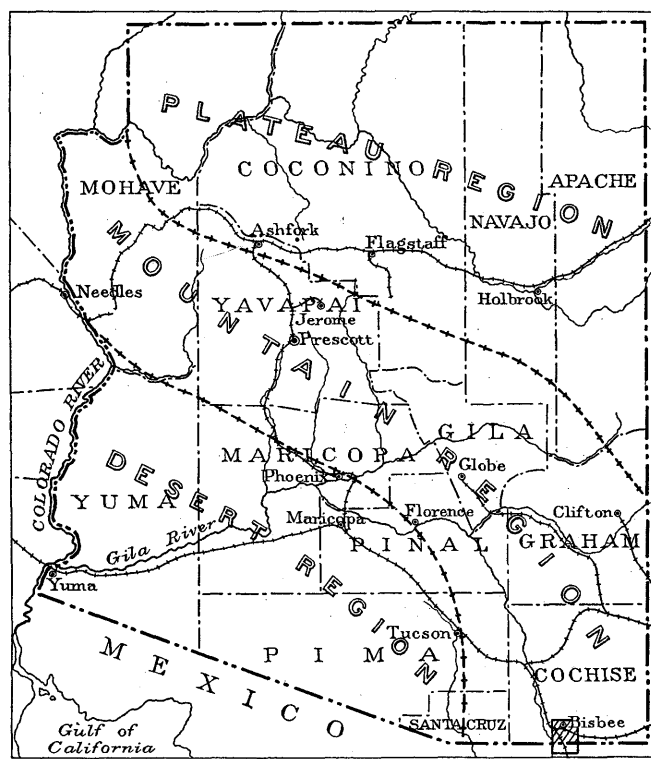 PLATEAU REGION
COCONINO
MOHAVE
APACHE
NAVAJO
MOUNTAIN REGION
Ashfork
Flagstaff
Needles
Holbrook
YAVAPAI
Jerome
Prescott
COLORADO RIVER
GILA
MARICOPA
Globe
DESERT REGION
Phoenix
YUMA
Maricopa
Florence
Clifton
Gila River
PINAL
GRAHAM
Yuma
Tucson
PIMA
MEXICO
COCHISE
SANTA CRUZ
Bisbee
Gulf of
California